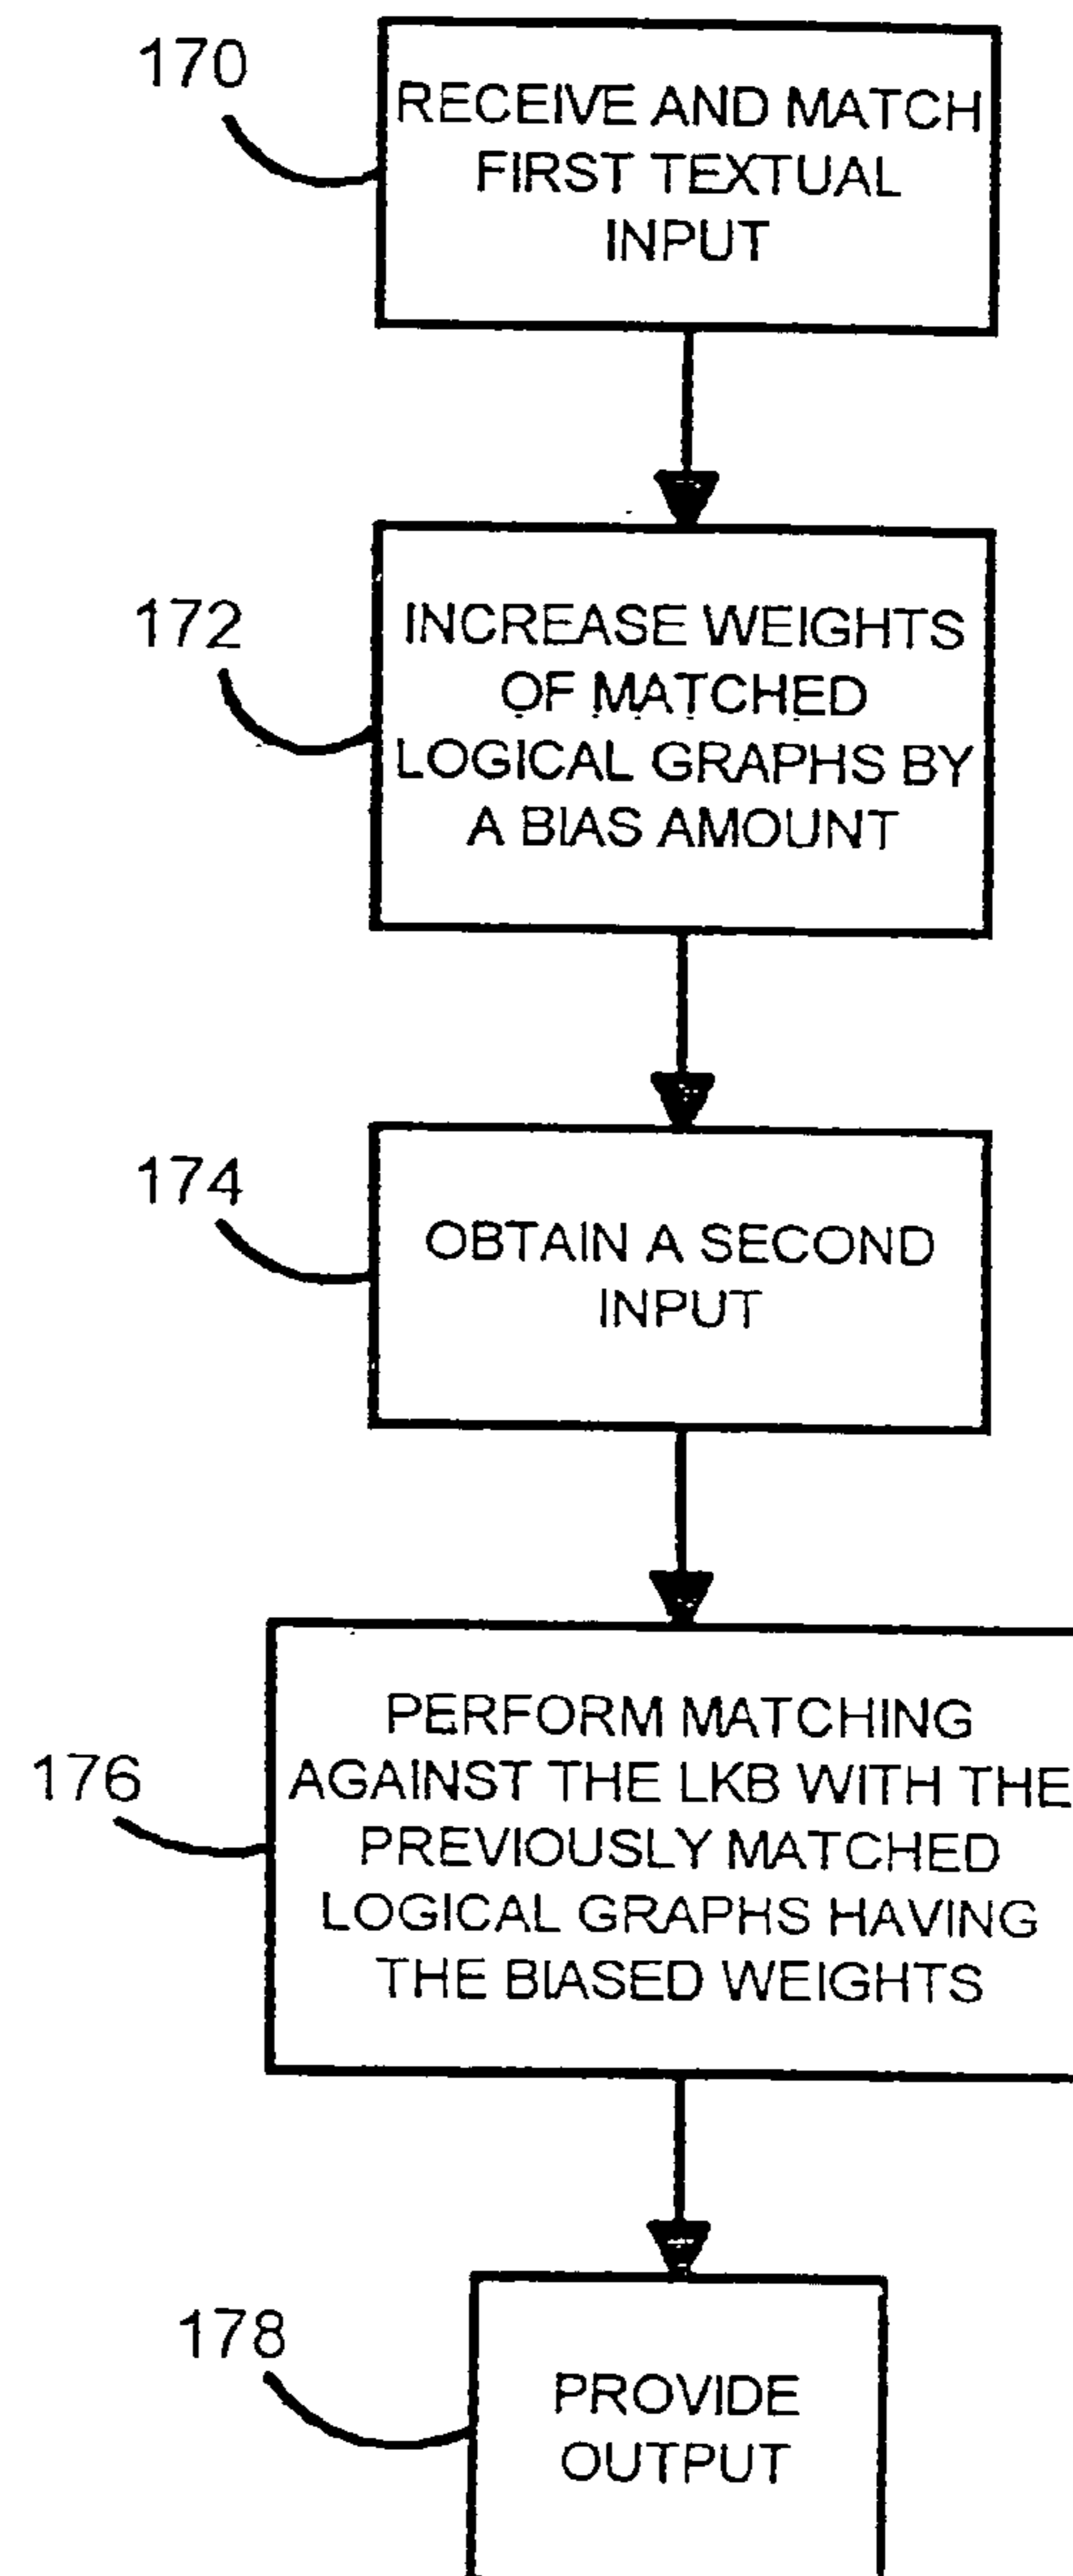 170
RECEIVE AND MATCH
FIRST TEXTUAL
INPUT
172
INCREASE WEIGHTS
OF MATCHED
LOGICAL GRAPHS BY
A BIAS AMOUNT
174
OBTAIN A SECOND
INPUT
176
PERFORM MATCHING
AGAINST THE LKB WITH THE
PREVIOUSLY MATCHED
LOGICAL GRAPHS HAVING
THE BIASED WEIGHTS
178
PROVIDE
OUTPUT